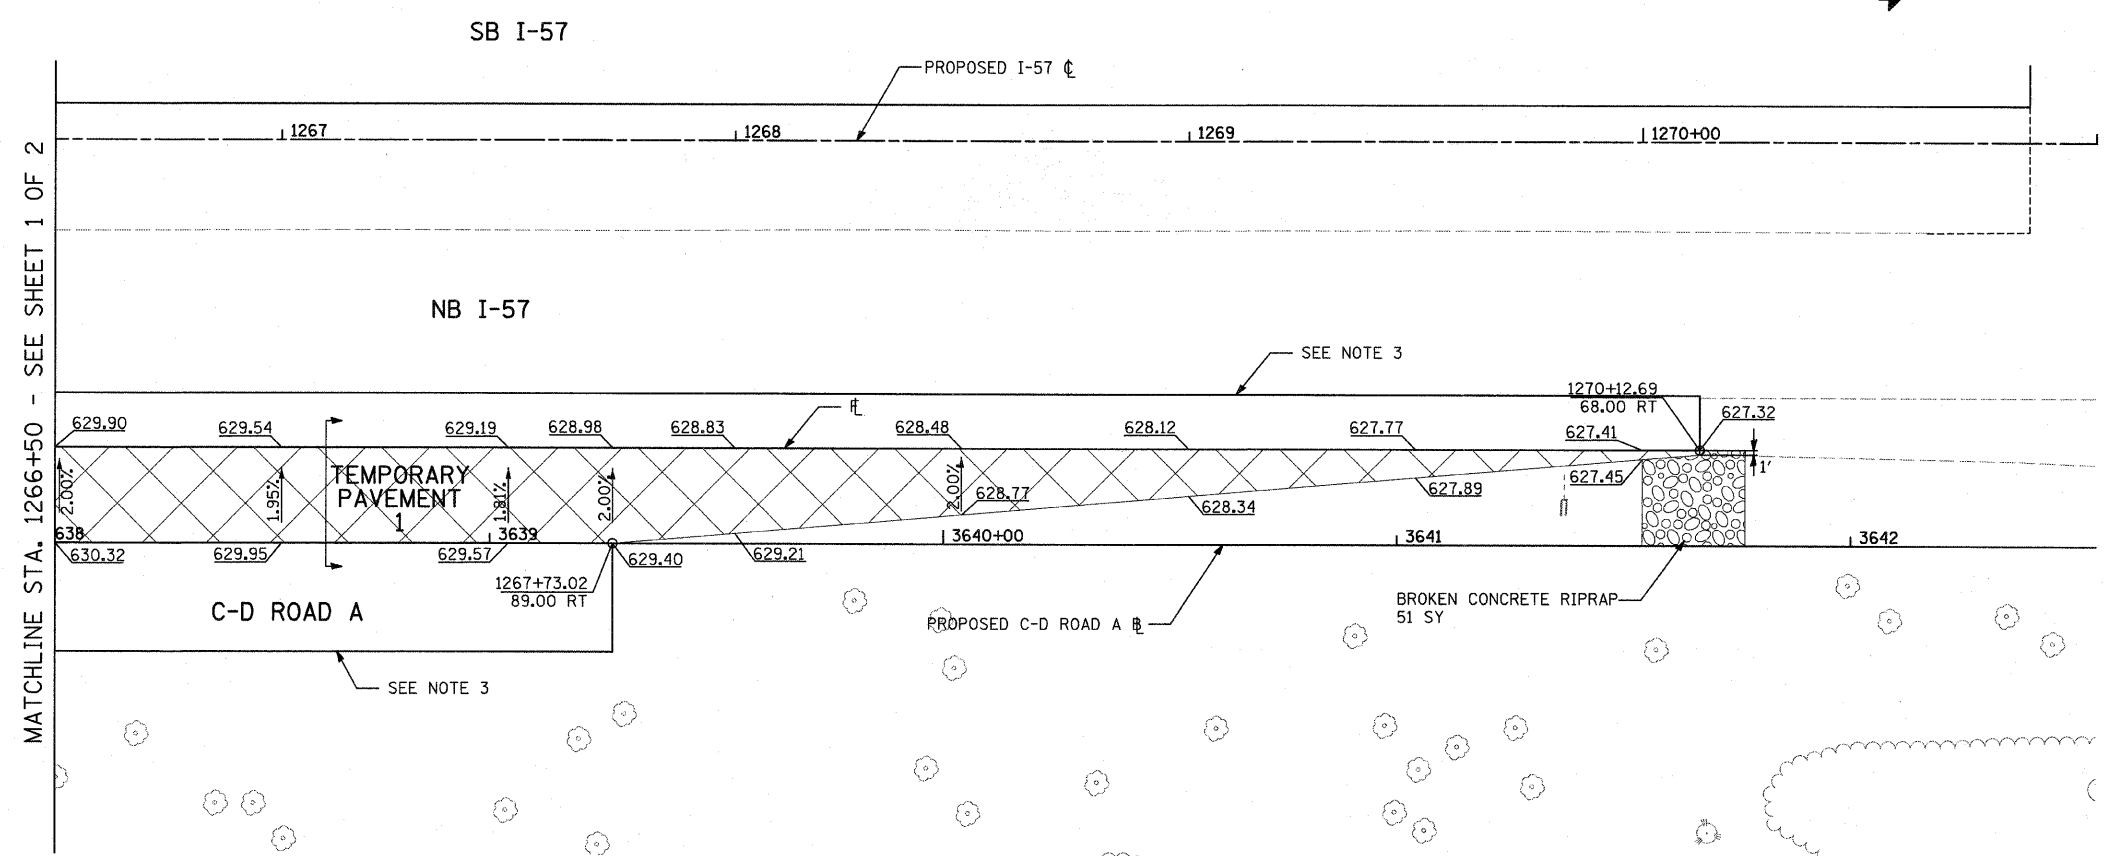 SB I-57
PROPOSED I-57 ℄
1267
1268
1269
1270+00
MATCHLINE STA. 1266+50 - SEE SHEET 1 OF 2
NB I-57
SEE NOTE 3
1270+12.69
68.00 RT
627.32
629.90
629.54
629.19
628.98
628.83
628.48
628.12
627.77
627.41
1'
2.00%
1.95%
TEMPORARY
PAVEMENT
1
1.81%
2.00%
2.00%
628.77
628.34
627.89
627.45
638
3639
3640+00
3641
3642
630.32
629.95
629.57
629.40
629.21
1267+73.02
89.00 RT
C-D ROAD A
PROPOSED C-D ROAD A
BROKEN CONCRETE RIPRAP
51 SY
SEE NOTE 3